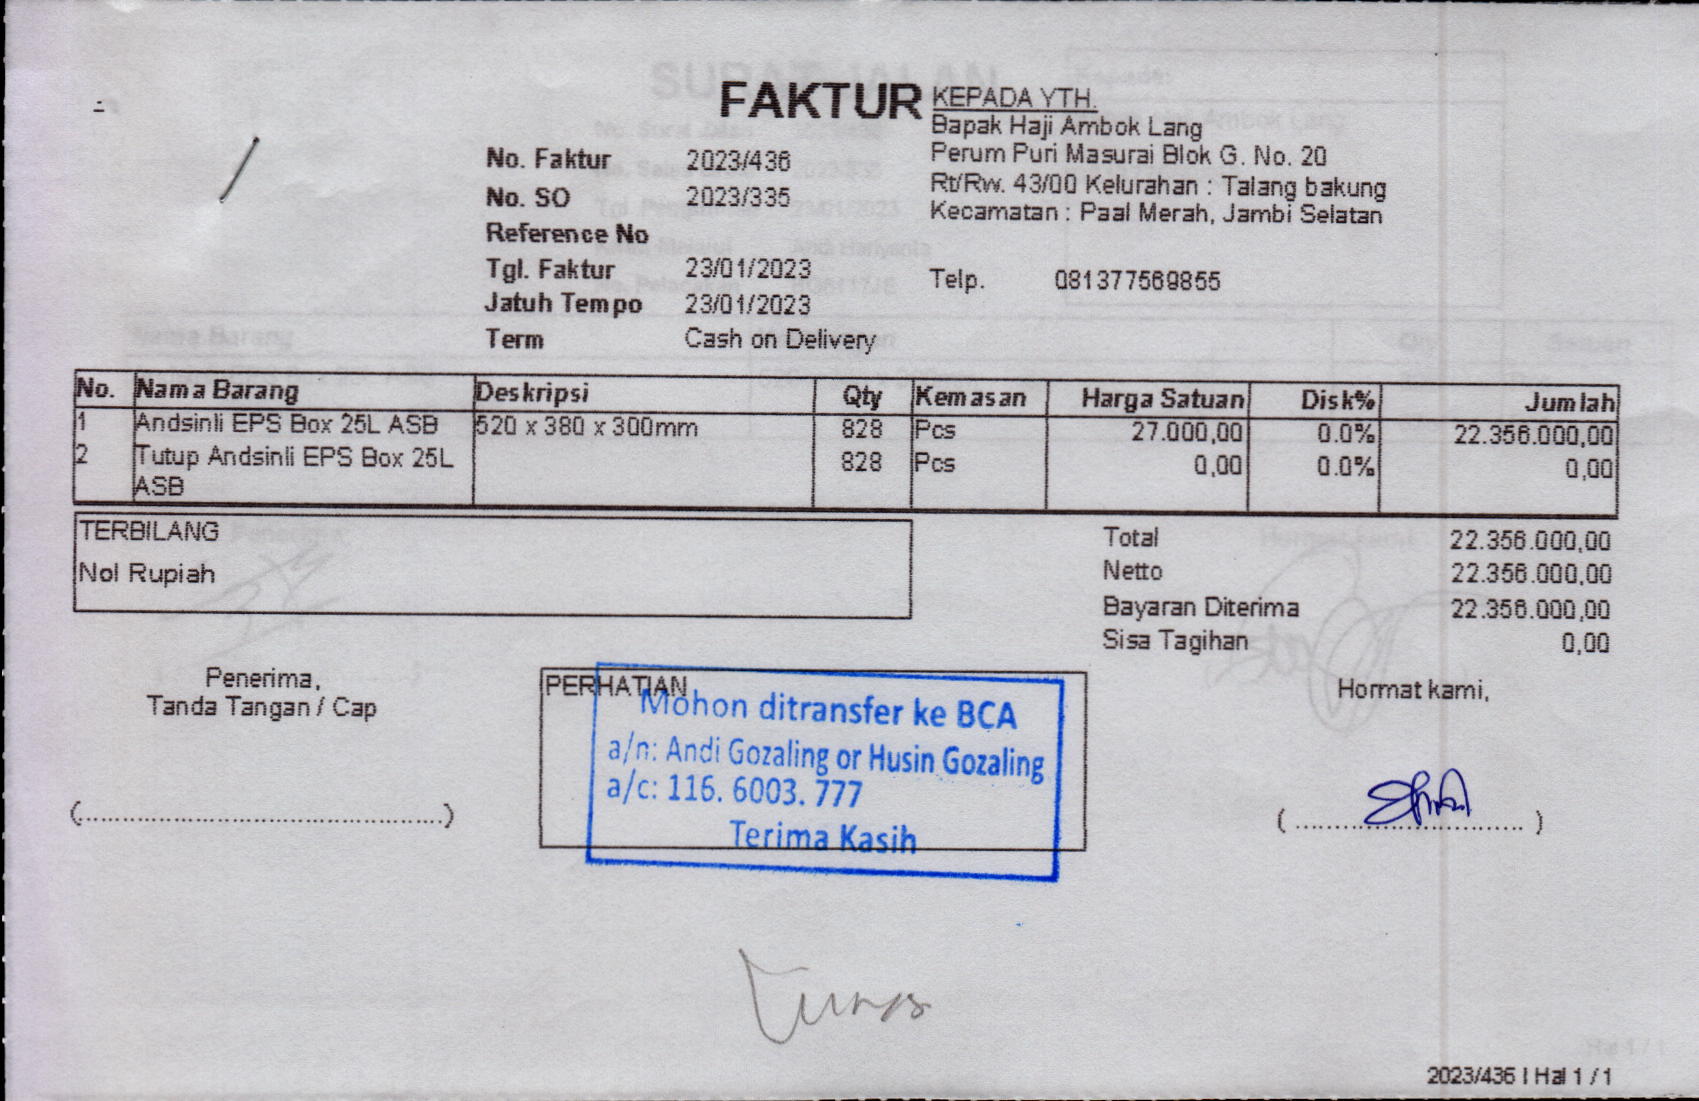 FAKTUR
KEPADA YTH.
Bapak Haji Ambok Lang
Perum Puri Masurai Blok G. No. 20
Rt/Rw. 43/00 Kelurahan : Talang bakung
Kecamatan : Paal Merah, Jambi Selatan
Telp. 081377569855
No. Faktur 2023/436
No. SO 2023/335
Reference No
Tgl. Faktur 23/01/2023
Jatuh Tempo 23/01/2023
Term Cash on Delivery
No. Nama Barang Deskripsi Qty Kemasan Harga Satuan Disk% Jumlah
1 Andsinli EPS Box 25L ASB 520 x 380 x 300mm 828 Pcs 27.000,00 0.0% 22.356.000,00
2 Tutup Andsinli EPS Box 25L 828 Pcs 0,00 0.0% 0,00
ASB
TERBILANG
Nol Rupiah
Total 22.356.000,00
Netto 22.356.000,00
Bayaran Diterima 22.356.000,00
Sisa Tagihan 0,00
Penerima,
Tanda Tangan / Cap
(............................................)
PERHATIAN
Mohon ditransfer ke BCA
a/n: Andi Gozaling or Husin Gozaling
a/c: 116. 6003. 777
Terima Kasih
Hormat kami,
( ............................ )
2023/436 | Hal 1 / 1